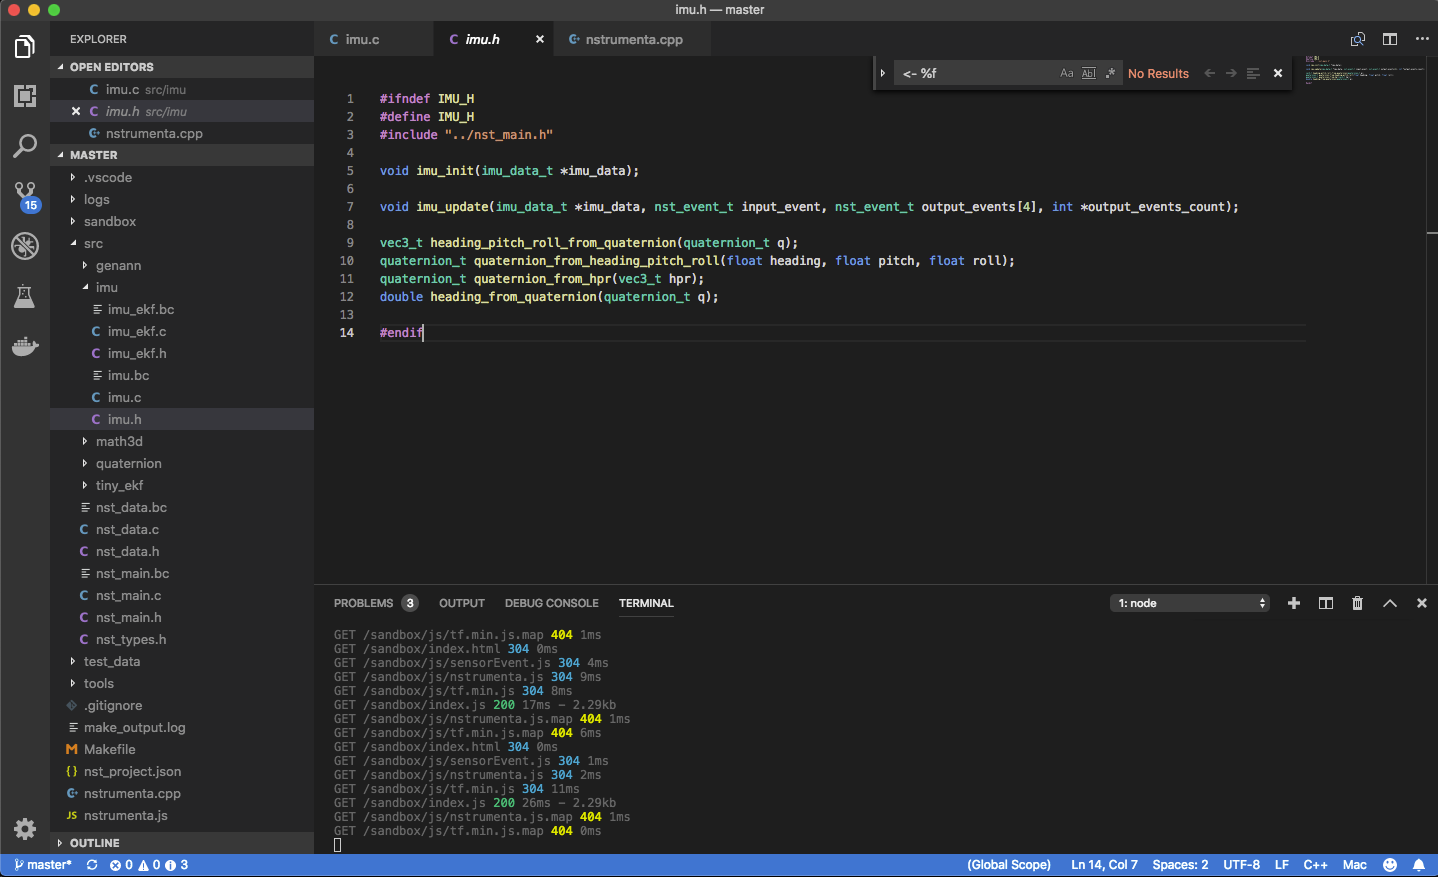 imu.h — master
EXPLORER
OPEN EDITORS
imu.c src/imu
imu.h src/imu
nstrumenta.cpp
MASTER
.vscode
logs
sandbox
src
genann
imu
imu_ekf.bc
imu_ekf.c
imu_ekf.h
imu.bc
imu.c
imu.h
math3d
quaternion
tiny_ekf
nst_data.bc
nst_data.c
nst_data.h
nst_main.bc
nst_main.c
nst_main.h
nst_types.h
test_data
tools
.gitignore
make_output.log
Makefile
nst_project.json
nstrumenta.cpp
nstrumenta.js
OUTLINE
15
imu.c
imu.h
nstrumenta.cpp
<- %f
Aa
Abl
.*
No Results
1 #ifndef IMU_H
2 #define IMU_H
3 #include "../nst_main.h"
4
5 void imu_init(imu_data_t *imu_data);
6
7 void imu_update(imu_data_t *imu_data, nst_event_t input_event, nst_event_t output_events[4], int *output_events_count);
8
9 vec3_t heading_pitch_roll_from_quaternion(quaternion_t q);
10 quaternion_t quaternion_from_heading_pitch_roll(float heading, float pitch, float roll);
11 quaternion_t quaternion_from_hpr(vec3_t hpr);
12 double heading_from_quaternion(quaternion_t q);
13
14 #endif
PROBLEMS 3 OUTPUT DEBUG CONSOLE TERMINAL
1: node
GET /sandbox/js/tf.min.js.map 404 1ms
GET /sandbox/index.html 304 0ms
GET /sandbox/js/sensorEvent.js 304 4ms
GET /sandbox/js/nstrumenta.js 304 9ms
GET /sandbox/js/tf.min.js 304 8ms
GET /sandbox/index.js 200 17ms - 2.29kb
GET /sandbox/js/nstrumenta.js.map 404 1ms
GET /sandbox/js/tf.min.js.map 404 6ms
GET /sandbox/index.html 304 0ms
GET /sandbox/js/sensorEvent.js 304 1ms
GET /sandbox/js/nstrumenta.js 304 2ms
GET /sandbox/js/tf.min.js 304 11ms
GET /sandbox/index.js 200 26ms - 2.29kb
GET /sandbox/js/nstrumenta.js.map 404 1ms
GET /sandbox/js/tf.min.js.map 404 0ms
master* 0 0 3 (Global Scope) Ln 14, Col 7 Spaces: 2 UTF-8 LF C++ Mac